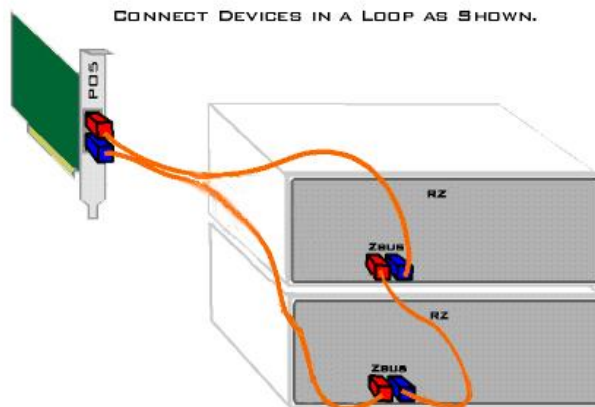 Connect Devices in a Loop as Shown.
PO5
RZ
Zbus
RZ
Zbus